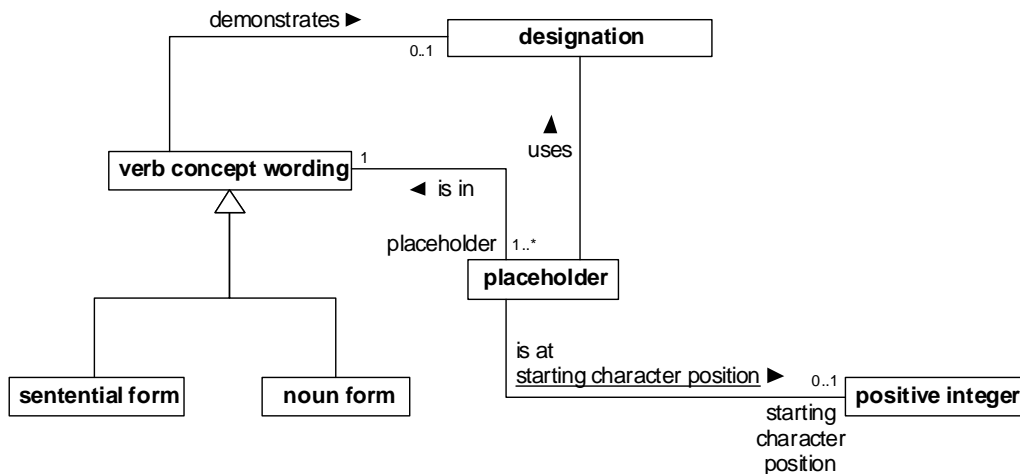 demonstrates ►
designation
0..1
verb concept wording
1
uses
◄ is in
placeholder
1..*
placeholder
is at
starting character position ►
0..1
sentential form
noun form
positive integer
starting
character
position